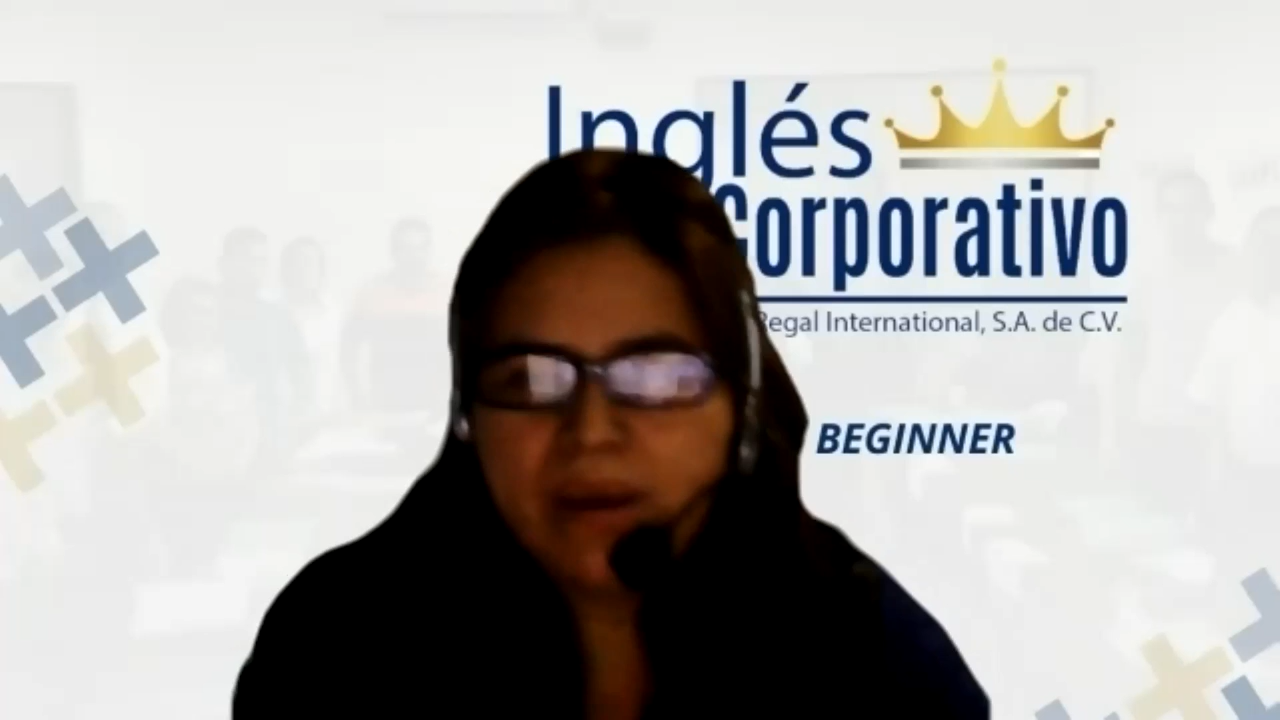 Inglés
Corporativo
Regal International, S.A. de C.V.
BEGINNER